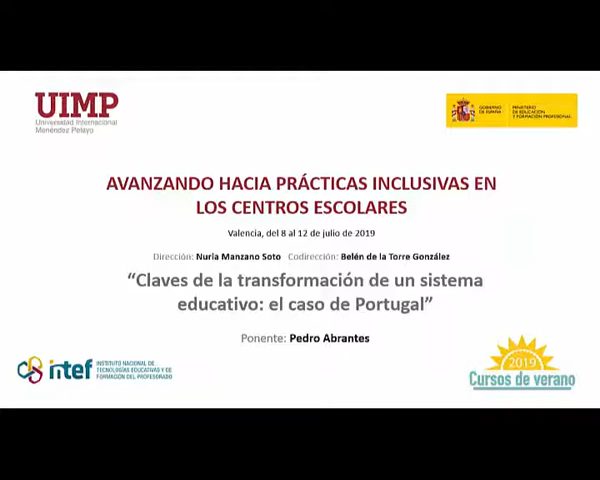 UIMP
Universidad Internacional
Menéndez Pelayo
GOBIERNO
DE ESPAÑA
MINISTERIO
DE EDUCACIÓN
Y FORMACIÓN PROFESIONAL
AVANZANDO HACIA PRÁCTICAS INCLUSIVAS EN
LOS CENTROS ESCOLARES
Valencia, del 8 al 12 de julio de 2019
Dirección: Nuria Manzano Soto Codirección: Belén de la Torre González
“Claves de la transformación de un sistema
educativo: el caso de Portugal”
Ponente: Pedro Abrantes
intef
INSTITUTO NACIONAL DE
TECNOLOGÍAS EDUCATIVAS Y DE
FORMACIÓN DEL PROFESORADO
2019
Cursos de verano